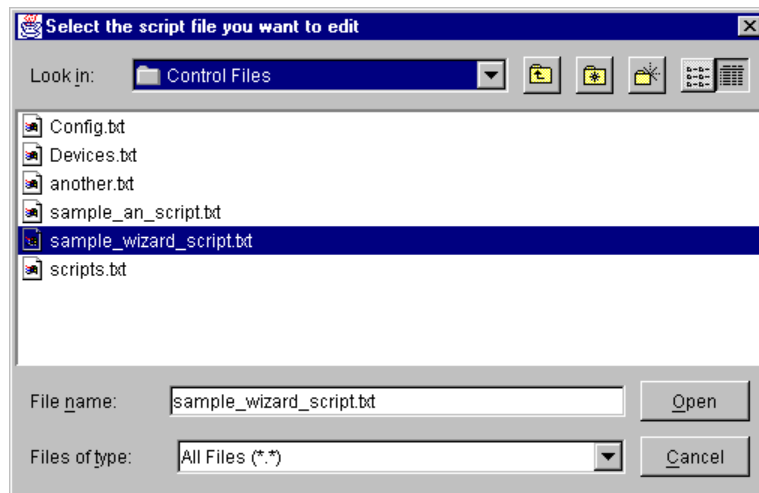 Select the script file you want to edit
Look in: Control Files
Config.txt
Devices.txt
another.txt
sample_an_script.txt
sample_wizard_script.txt
scripts.txt
File name: sample_wizard_script.txt Open
Files of type: All Files (*.*) Cancel